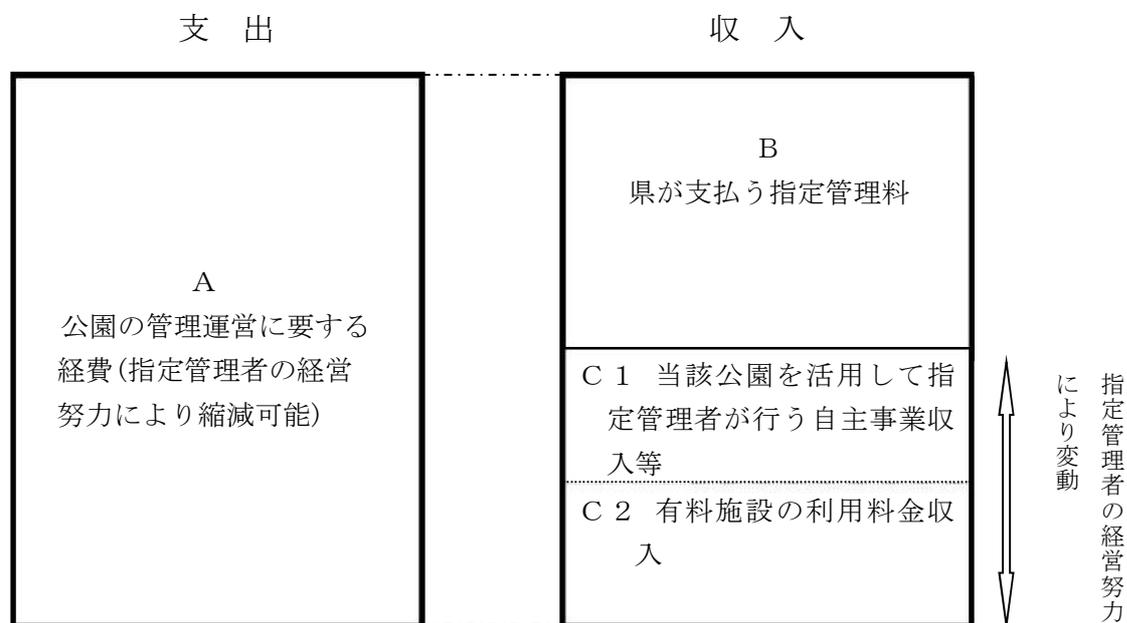 支 出
収 入
A
公園の管理運営に要する
経費(指定管理者の経営
努力により縮減可能)
B
県が支払う指定管理料
C1 当該公園を活用して指
定管理者が行う自主事業収
入等
C2 有料施設の利用料金収
入
指定管理者の経営努力
により変動